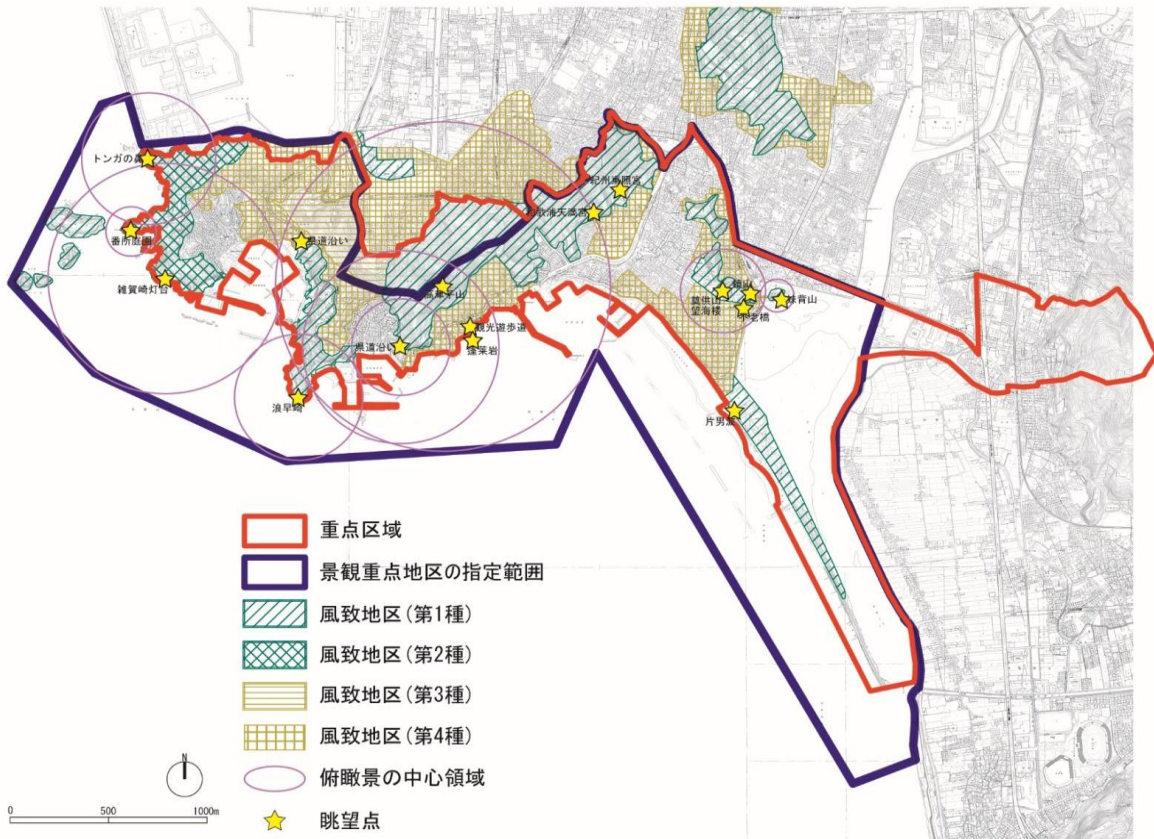 トンガの鼻
番所庭園
雑賀崎灯台
県道沿い
浪早崎
県道沿い
高津子山
観光遊歩道
蓬莱岩
和歌浦天満宮
紀州東照宮
奠供山
望海楼
鏡山
不老橋
妹背山
片男波
重点区域
景観重点地区の指定範囲
風致地区(第1種)
風致地区(第2種)
風致地区(第3種)
風致地区(第4種)
俯瞰景の中心領域
眺望点
N
0 500 1000m